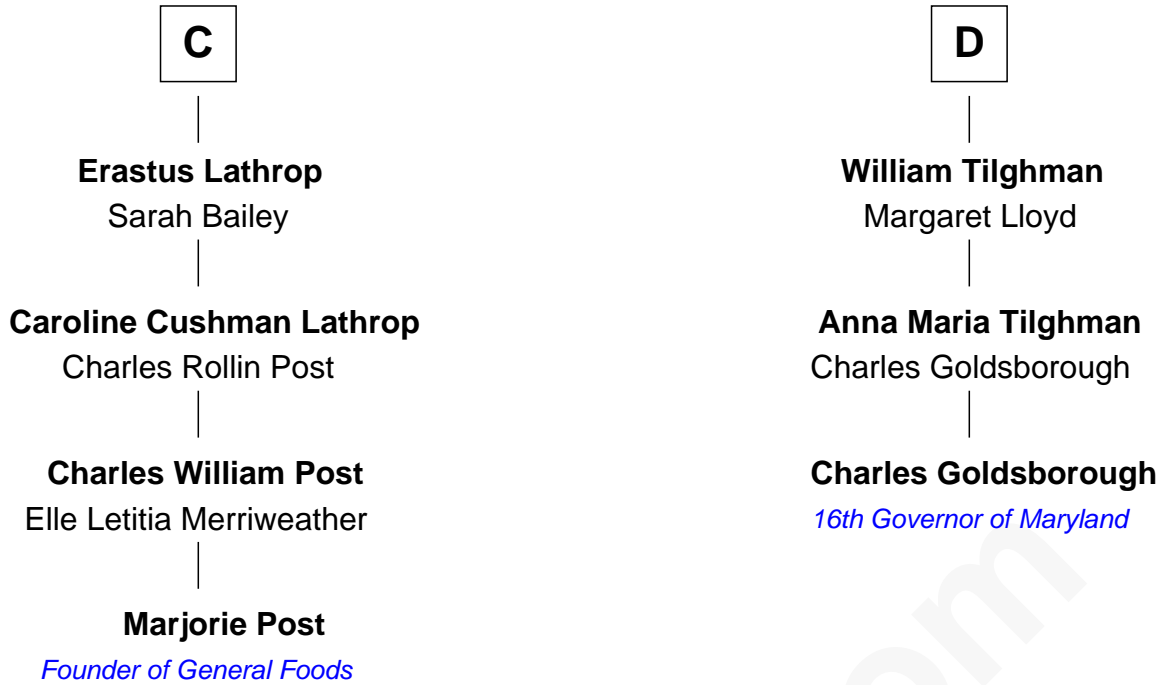 C
Erastus Lathrop
Sarah Bailey
Caroline Cushman Lathrop
Charles Rollin Post
Charles William Post
Elle Letitia Merriweather
Marjorie Post
Founder of General Foods
D
William Tilghman
Margaret Lloyd
Anna Maria Tilghman
Charles Goldsborough
Charles Goldsborough
16th Governor of Maryland
om